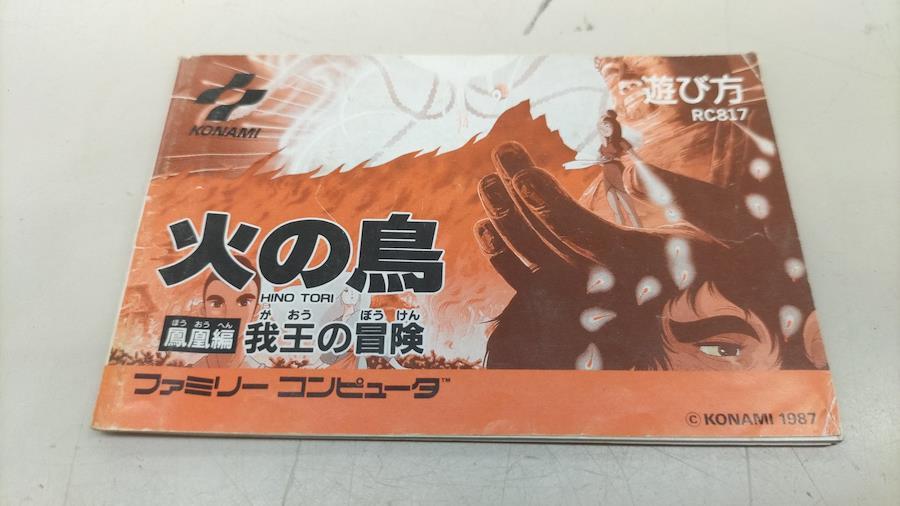 KONAMI
遊び方
RC817
火の鳥
HINO TORI
ほう おう へん
鳳凰編
が おう ぼう けん
我王の冒険
ファミリー コンピュータ™
© KONAMI 1987